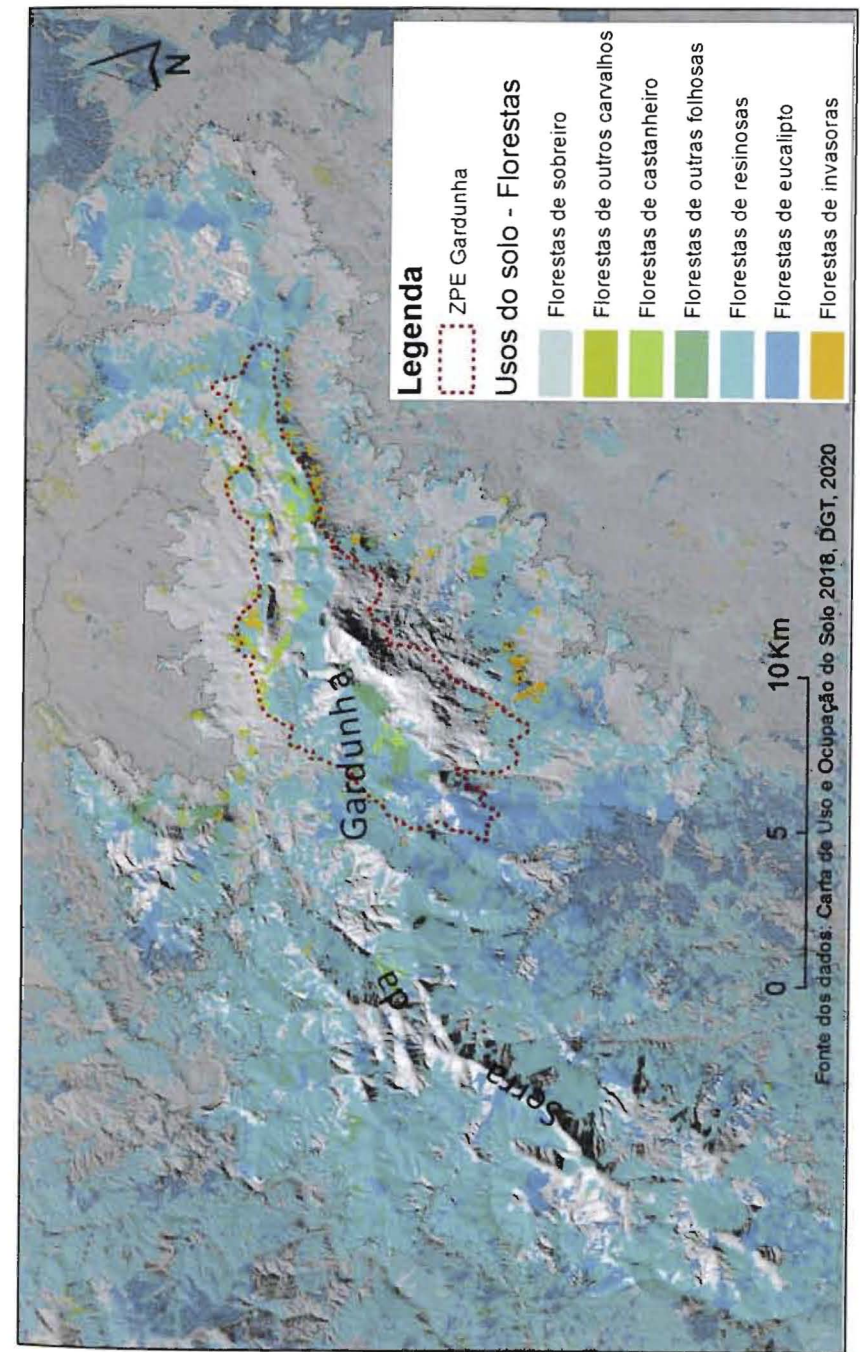 N
Serra
da
Gardunha
Legenda
ZPE Gardunha
Usos do solo - Florestas
Florestas de sobreiro
Florestas de outros carvalhos
Florestas de castanheiro
Florestas de outras folhosas
Florestas de resinosas
Florestas de eucalipto
Florestas de invasoras
0 5 10 Km
Fonte dos dados: Carta de Uso e Ocupação do Solo 2018, DGT, 2020